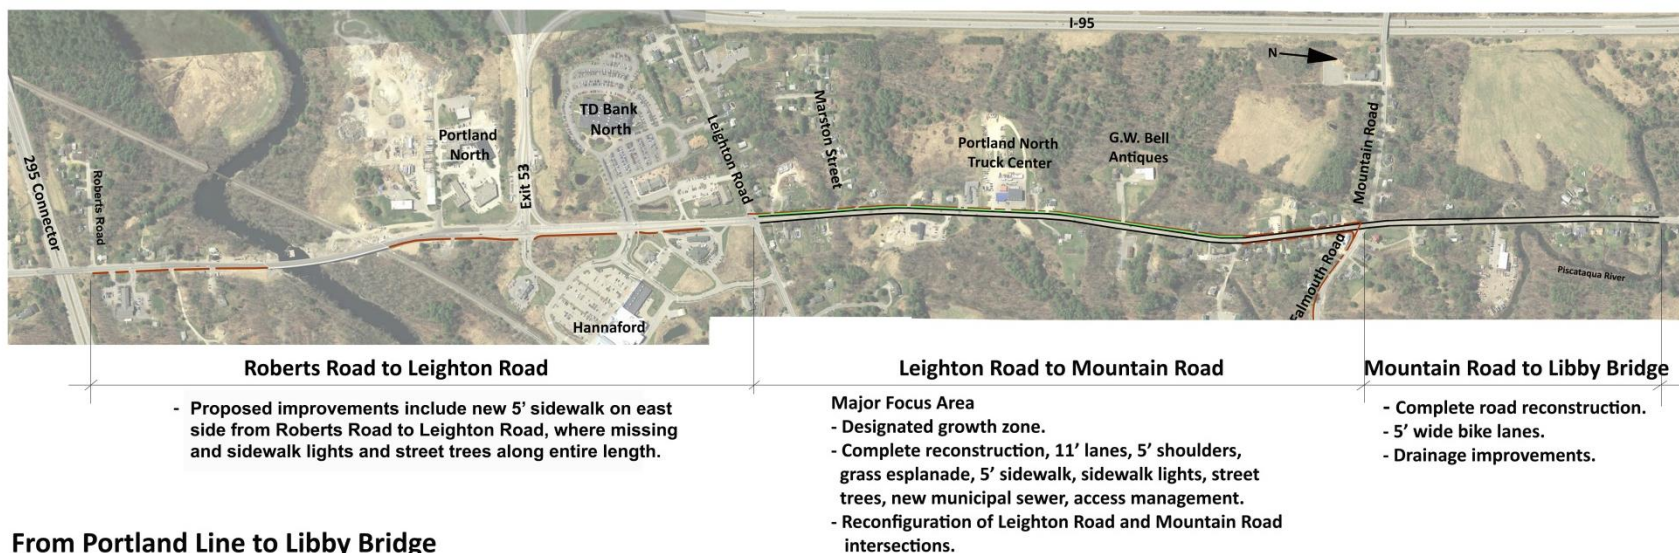 I-95
N
TD Bank
North
Portland
North
Exit 53
Leighton Road
Marston Street
Portland North
Truck Center
G.W. Bell
Antiques
Mountain Road
295 Connector
Roberts Road
Hannaford
Falmouth Road
Piscataqua River
Roberts Road to Leighton Road
- Proposed improvements include new 5' sidewalk on east
side from Roberts Road to Leighton Road, where missing
and sidewalk lights and street trees along entire length.
Leighton Road to Mountain Road
Major Focus Area
- Designated growth zone.
- Complete reconstruction, 11' lanes, 5' shoulders,
grass esplanade, 5' sidewalk, sidewalk lights, street
trees, new municipal sewer, access management.
- Reconfiguration of Leighton Road and Mountain Road
intersections.
Mountain Road to Libby Bridge
- Complete road reconstruction.
- 5' wide bike lanes.
- Drainage improvements.
From Portland Line to Libby Bridge